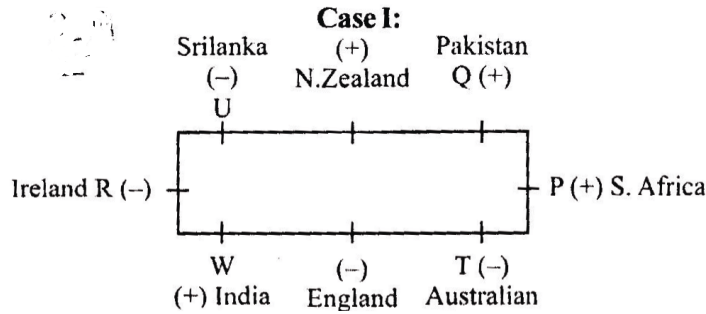 Case I:
Srilanka (+) Pakistan
(–) N.Zealand Q (+)
U
Ireland R (–) P (+) S. Africa
W (–) T (–)
(+) India England Australian